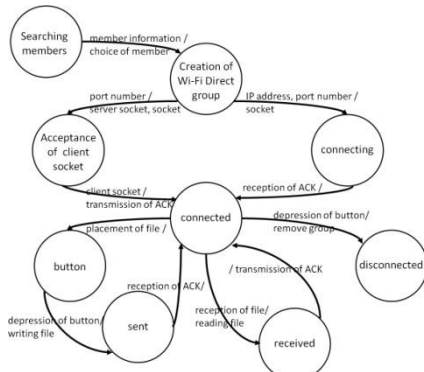 Searching
members
member information /
choice of member
Creation of
Wi-Fi Direct
group
port number /
server socket, socket
IP address, port number /
socket
Acceptance
of client
socket
connecting
client socket /
transmission of ACK
reception of ACK /
connected
placement of file /
depression of button/
remove group
button
disconnected
reception of ACK/
/ transmission of ACK
depression of button/
writing file
sent
reception of file/
reading file
received